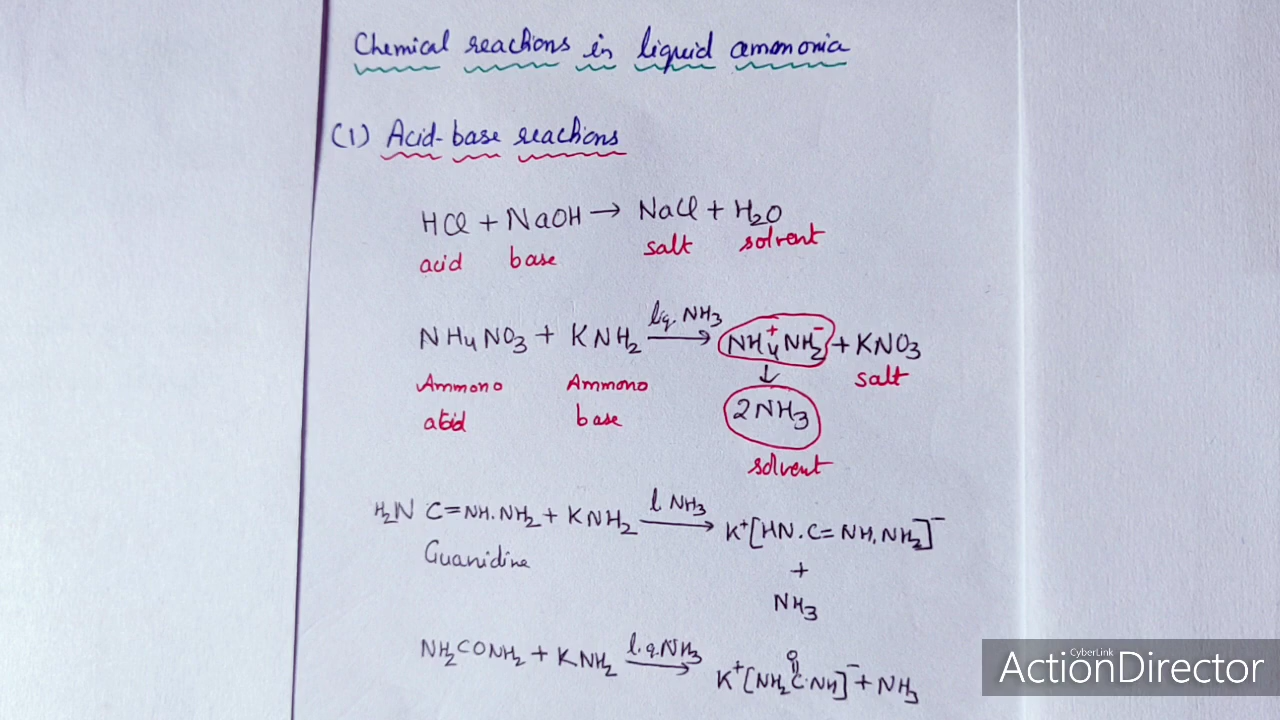 Chemical reactions in liquid ammonia
(1) Acid-base reactions
HCl + NaOH → NaCl + H₂O
acid base salt solvent
NH₄NO₃ + KNH₂ —liq. NH₃→ NH₄⁺NH₂⁻ + KNO₃
Ammono Ammono ↓ salt
acid base 2NH₃
solvent
H₂N C=NH.NH₂ + KNH₂ —l NH₃→ K⁺[HN.C=NH.NH₂]⁻
Guanidine +
NH₃
NH₂CONH₂ + KNH₂ —liq. NH₃→ K⁺[NH₂C(=O).NH]⁻ + NH₃
CyberLink
ActionDirector